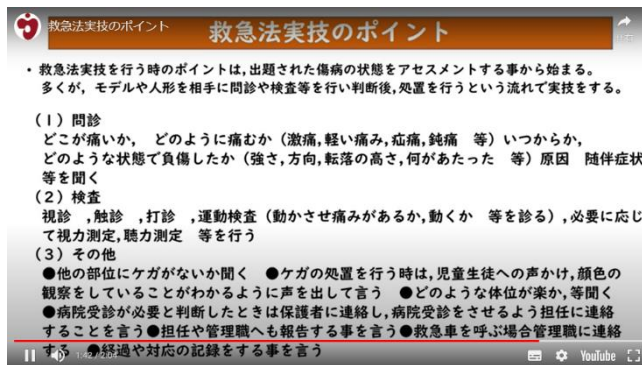 救急法実技のポイント
救急法実技のポイント
・救急法実技を行う時のポイントは,出題された傷病の状態をアセスメントする事から始まる。
多くが,モデルや人形を相手に問診や検査等を行い判断後,処置を行うという流れで実技をする。
(1)問診
どこが痛いか, どのように痛むか(激痛,軽い痛み,疝痛,鈍痛 等)いつからか,
どのような状態で負傷したか(強さ,方向,転落の高さ,何があたった 等)原因 随伴症状
等を聞く
(2)検査
視診 ,触診 ,打診 ,運動検査(動かさせ痛みがあるか,動くか 等を診る),必要に応じ
て視力測定,聴力測定 等を行う
(3)その他
●他の部位にケガがないか聞く ●ケガの処置を行う時は,児童生徒への声かけ,顔色の
観察をしていることがわかるように声を出して言う ●どのような体位が楽か,等聞く
●病院受診が必要と判断したときは保護者に連絡し,病院受診をさせるよう担任に連絡
することを言う●担任や管理職へも報告する事を言う●救急車を呼ぶ場合管理職に連絡
する ●経過や対応の記録をする事を言う
1:42 / 2:04
YouTube